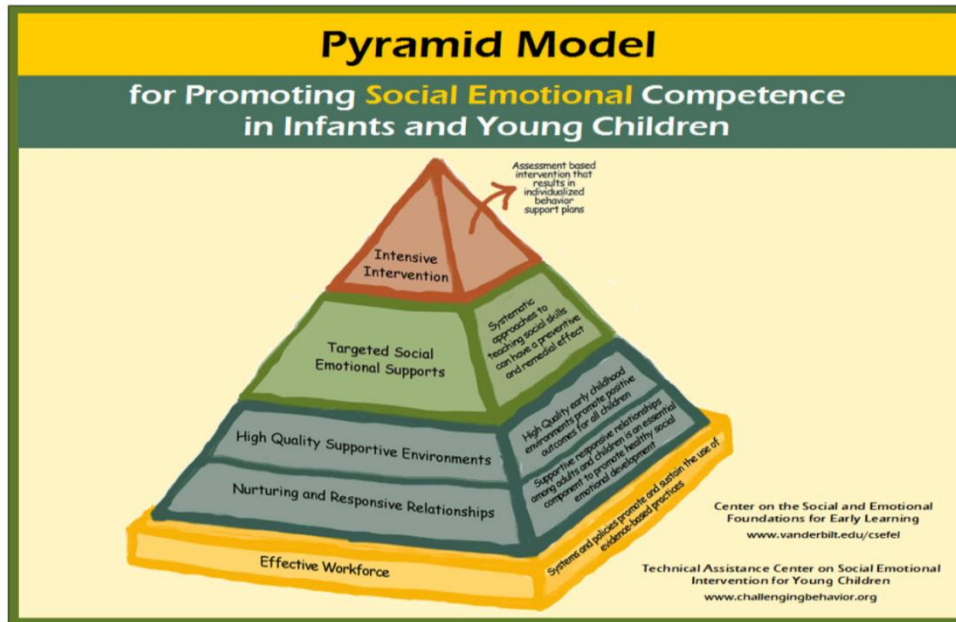 Pyramid Model
for Promoting Social Emotional Competence
in Infants and Young Children
Assessment based
intervention that
results in
individualized
behavior
support plans
Intensive
Intervention
Systematic
approaches to
teaching social skills
can have a preventive
and remedial effect
Targeted Social
Emotional Supports
High Quality early childhood
environments promote positive
outcomes for all children
High Quality Supportive Environments
Supportive responsive relationships
among adults and children is an essential
component to promote healthy social
emotional development
Nurturing and Responsive Relationships
Systems and policies promote and sustain the use of
evidence-based practices
Effective Workforce
Center on the Social and Emotional
Foundations for Early Learning
www.vanderbilt.edu/csefel
Technical Assistance Center on Social Emotional
Intervention for Young Children
www.challengingbehavior.org